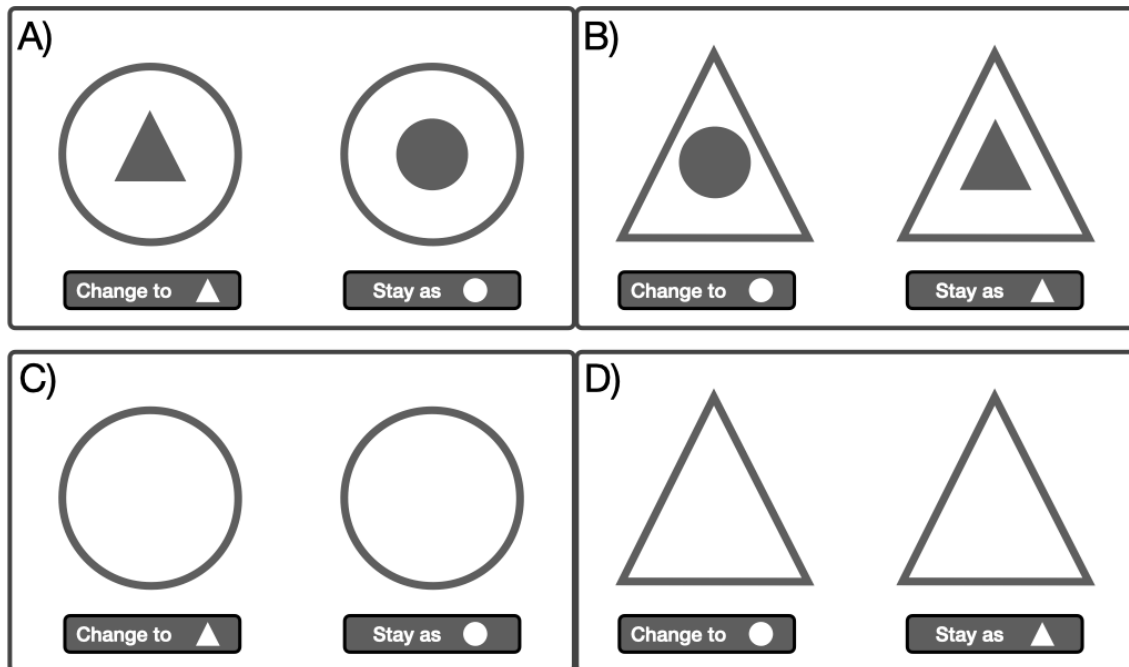 A)
Change to
Stay as
B)
Change to
Stay as
C)
Change to
Stay as
D)
Change to
Stay as